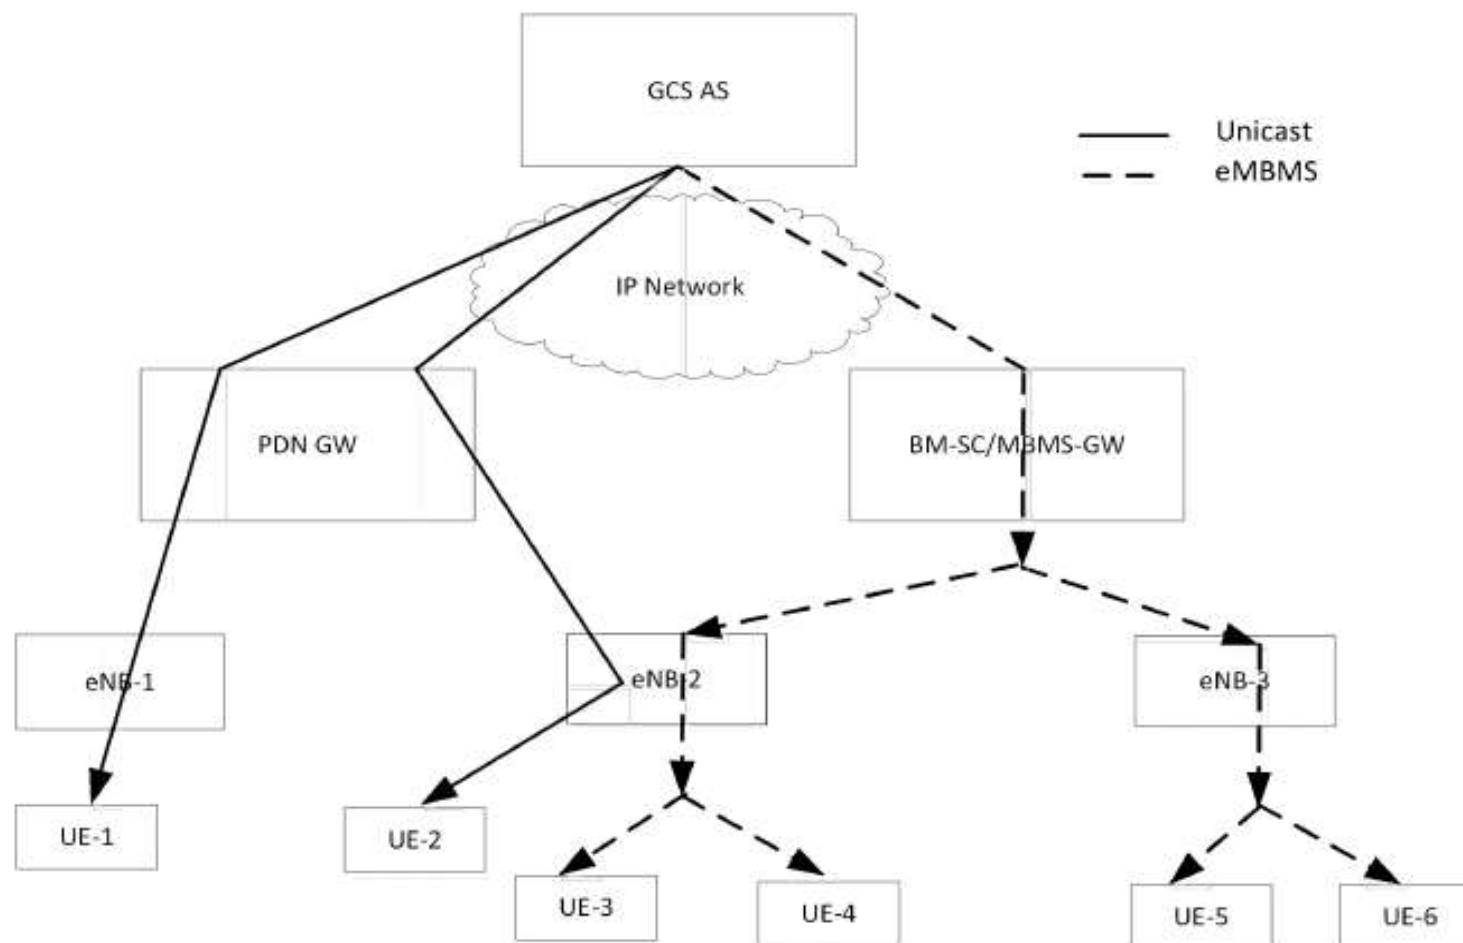 GCS AS
Unicast
eMBMS
IP Network
PDN GW
BM-SC/MBMS-GW
eNB-1
eNB-2
eNB-3
UE-1
UE-2
UE-3
UE-4
UE-5
UE-6